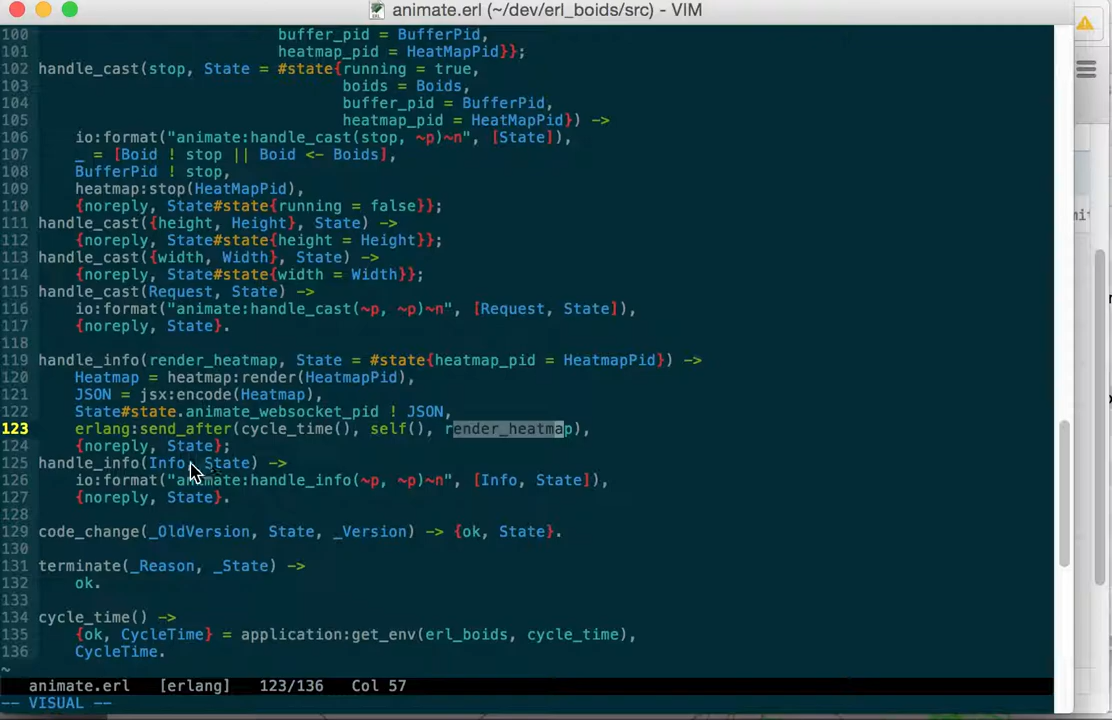 animate.erl (~/dev/erl_boids/src) - VIM
100                           buffer_pid = BufferPid,
101                           heatmap_pid = HeatMapPid}};
102 handle_cast(stop, State = #state{running = true,
103                                  boids = Boids,
104                                  buffer_pid = BufferPid,
105                                  heatmap_pid = HeatMapPid}) ->
106     io:format("animate:handle_cast(stop, ~p)~n", [State]),
107     _ = [Boid ! stop || Boid <- Boids],
108     BufferPid ! stop,
109     heatmap:stop(HeatMapPid),
110     {noreply, State#state{running = false}};
111 handle_cast({height, Height}, State) ->
112     {noreply, State#state{height = Height}};
113 handle_cast({width, Width}, State) ->
114     {noreply, State#state{width = Width}};
115 handle_cast(Request, State) ->
116     io:format("animate:handle_cast(~p, ~p)~n", [Request, State]),
117     {noreply, State}.
118
119 handle_info(render_heatmap, State = #state{heatmap_pid = HeatmapPid}) ->
120     Heatmap = heatmap:render(HeatmapPid),
121     JSON = jsx:encode(Heatmap),
122     State#state.animate_websocket_pid ! JSON,
123     erlang:send_after(cycle_time(), self(), render_heatmap),
124     {noreply, State};
125 handle_info(Info, State) ->
126     io:format("animate:handle_info(~p, ~p)~n", [Info, State]),
127     {noreply, State}.
128
129 code_change(_OldVersion, State, _Version) -> {ok, State}.
130
131 terminate(_Reason, _State) ->
132     ok.
133
134 cycle_time() ->
135     {ok, CycleTime} = application:get_env(erl_boids, cycle_time),
136     CycleTime.
~
animate.erl   [erlang]   123/136   Col 57
-- VISUAL --